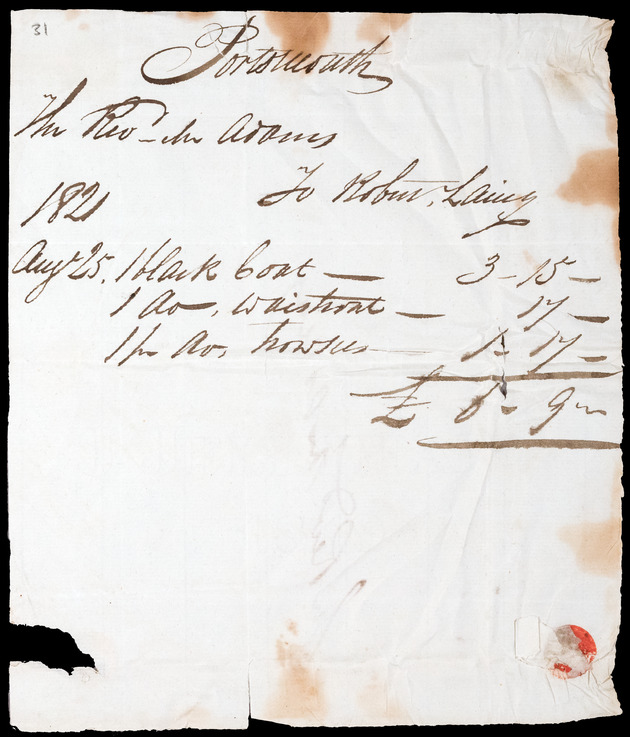 31
Portsmouth
The Revd. Mr Adams
To Robert Laing
1821
Augt 25. 1 black Coat — 3 - 15 -
1 do, waistcoat — 17 -
1 pr do, trowsers — 1 - 17 -
£ 6 - 9 -